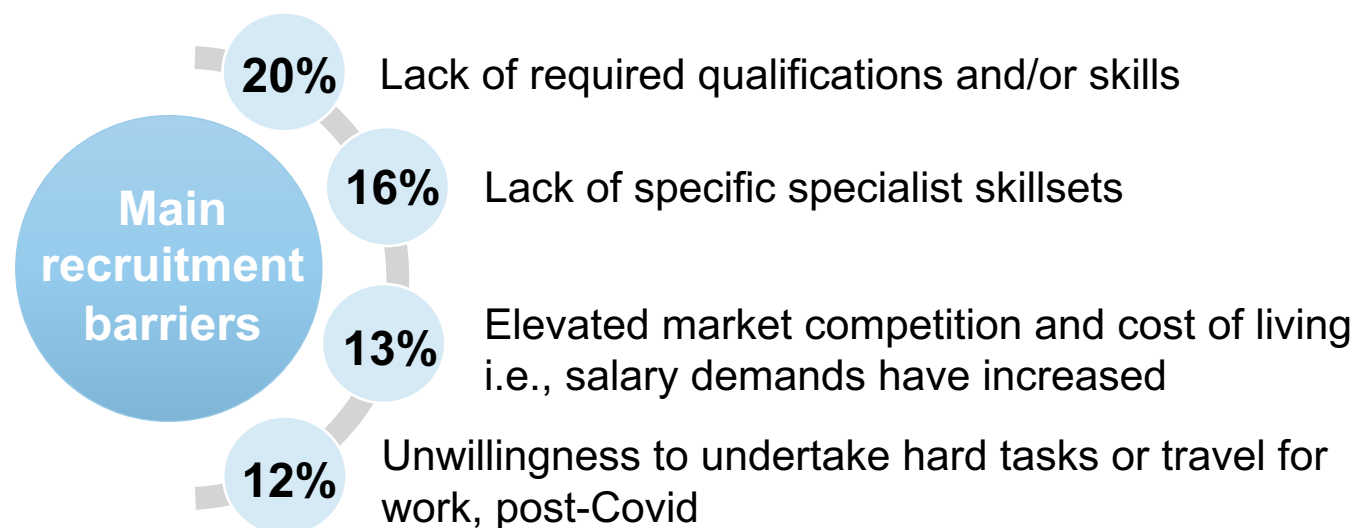 20%
Lack of required qualifications and/or skills
16%
Lack of specific specialist skillsets
Main
recruitment
barriers
13%
Elevated market competition and cost of living
i.e., salary demands have increased
12%
Unwillingness to undertake hard tasks or travel for
work, post-Covid